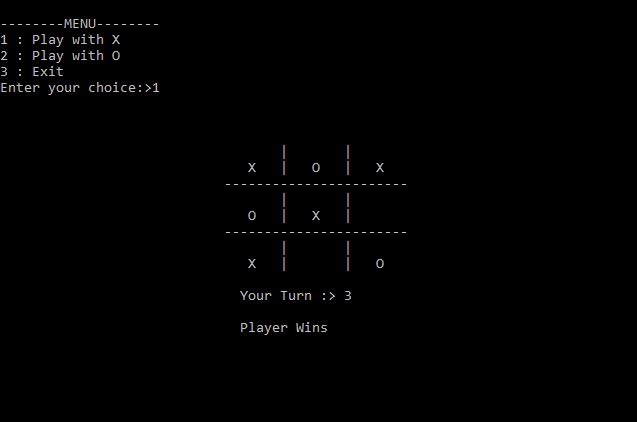 --------MENU--------
1 : Play with X
2 : Play with O
3 : Exit
Enter your choice:>1
X | O | X
O | X |
X | | O
Your Turn :> 3
Player Wins